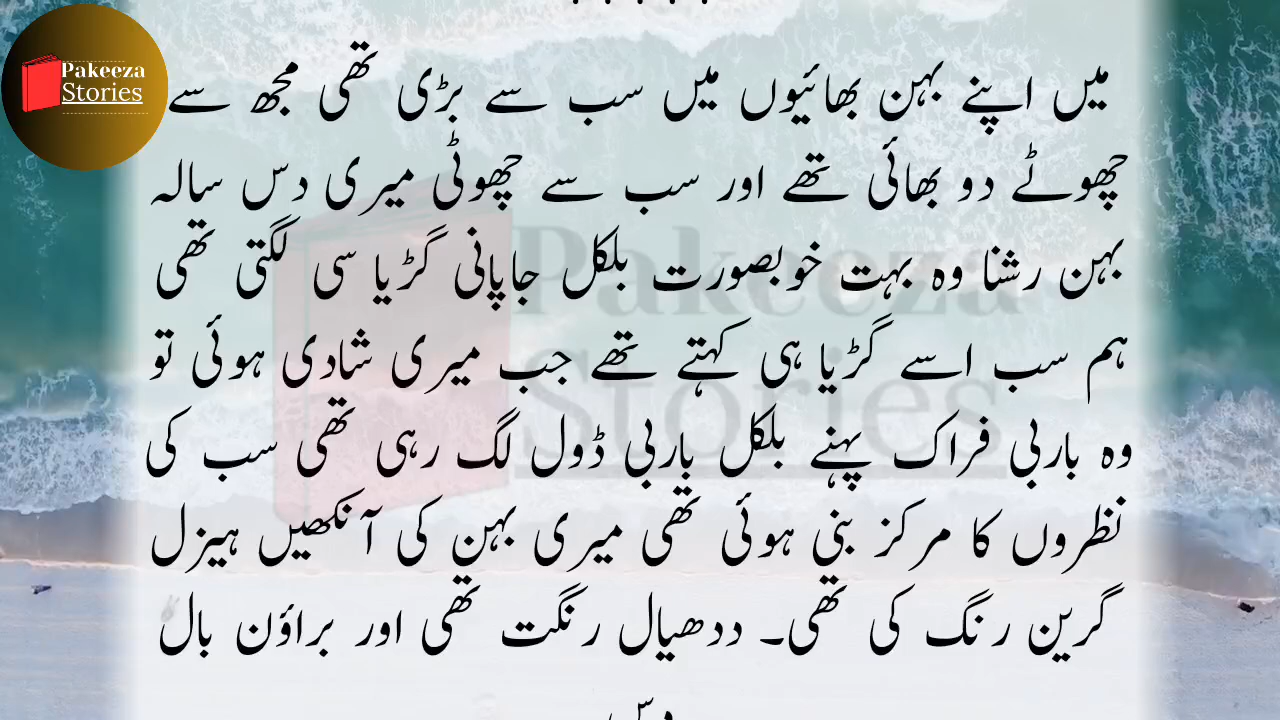 Pakeeza
Stories
میں اپنے بہن بھائیوں میں سب سے بڑی تھی مجھ سے
چھوٹے دو بھائی تھے اور سب سے چھوٹی میری دس سالہ
بہن رشنا وہ بہت خوبصورت بلکل جاپانی گڑیا سی لگتی تھی
ہم سب اسے گڑیا ہی کہتے تھے جب میری شادی ہوئی تو
وہ باربی فراک پہنے بلکل باربی ڈول لگ رہی تھی سب کی
نظروں کا مرکز بنی ہوئی تھی میری بہن کی آنکھیں ہیزل
گرین رنگ کی تھی۔ ددھیال رنگت تھی اور براؤن بال
Pakeeza
Stories